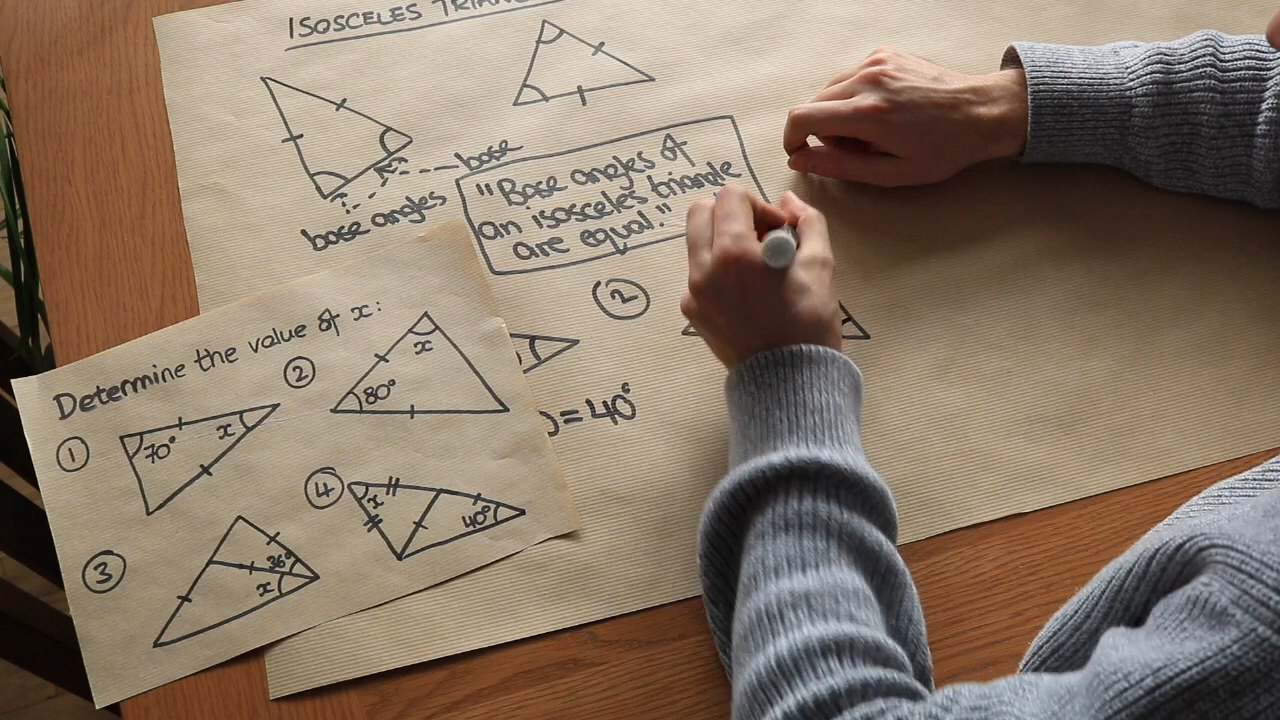 ISOSCELES
base
base angles
"Base angles of
an isosceles triangle
are equal."
2
= 40°
Determine the value of x:
1
70°
x
2
x
80°
3
36°
x
4
x
40°